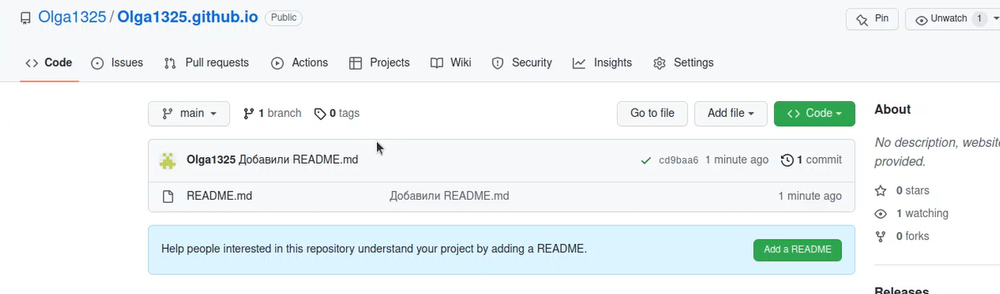 Olga1325 / Olga1325.github.io Public
Pin Unwatch 1
Code Issues Pull requests Actions Projects Wiki Security Insights Settings
main 1 branch 0 tags Go to file Add file Code
Olga1325 Добавили README.md cd9baa6 1 minute ago 1 commit
README.md Добавили README.md 1 minute ago
Help people interested in this repository understand your project by adding a README. Add a README
About
No description, website
provided.
0 stars
1 watching
0 forks
Releases